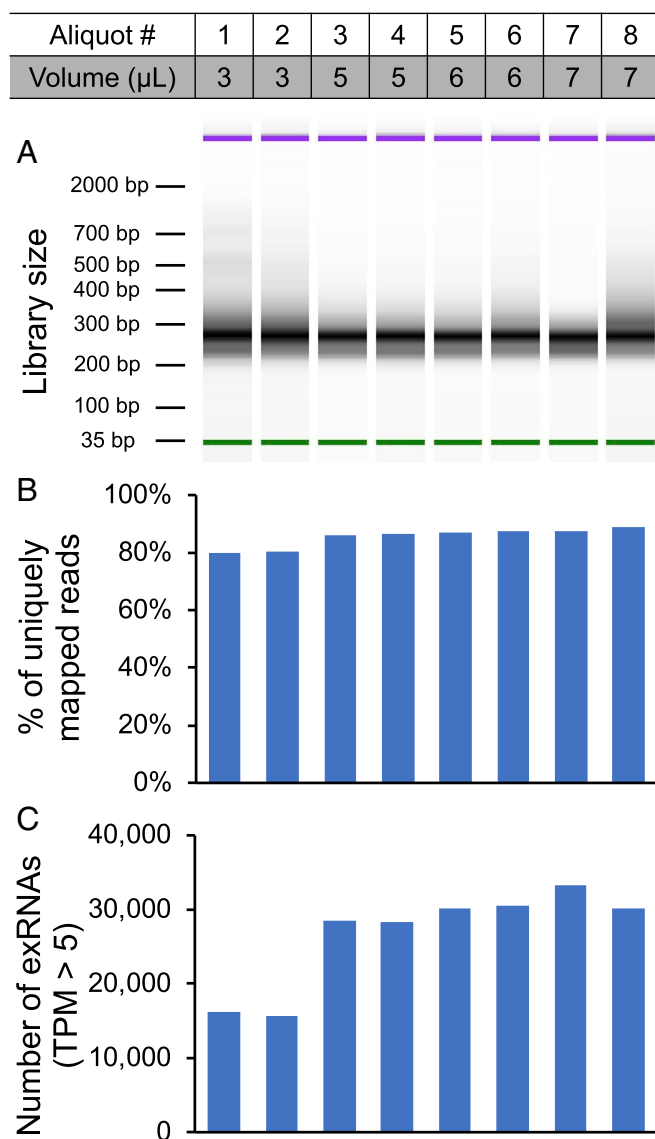 Aliquot # 1 2 3 4 5 6 7 8
Volume (µL) 3 3 5 5 6 6 7 7
A
Library size
2000 bp
700 bp
500 bp
400 bp
300 bp
200 bp
100 bp
35 bp
B
% of uniquely
mapped reads
100%
80%
60%
40%
20%
0%
C
Number of exRNAs
(TPM > 5)
40,000
30,000
20,000
10,000
0